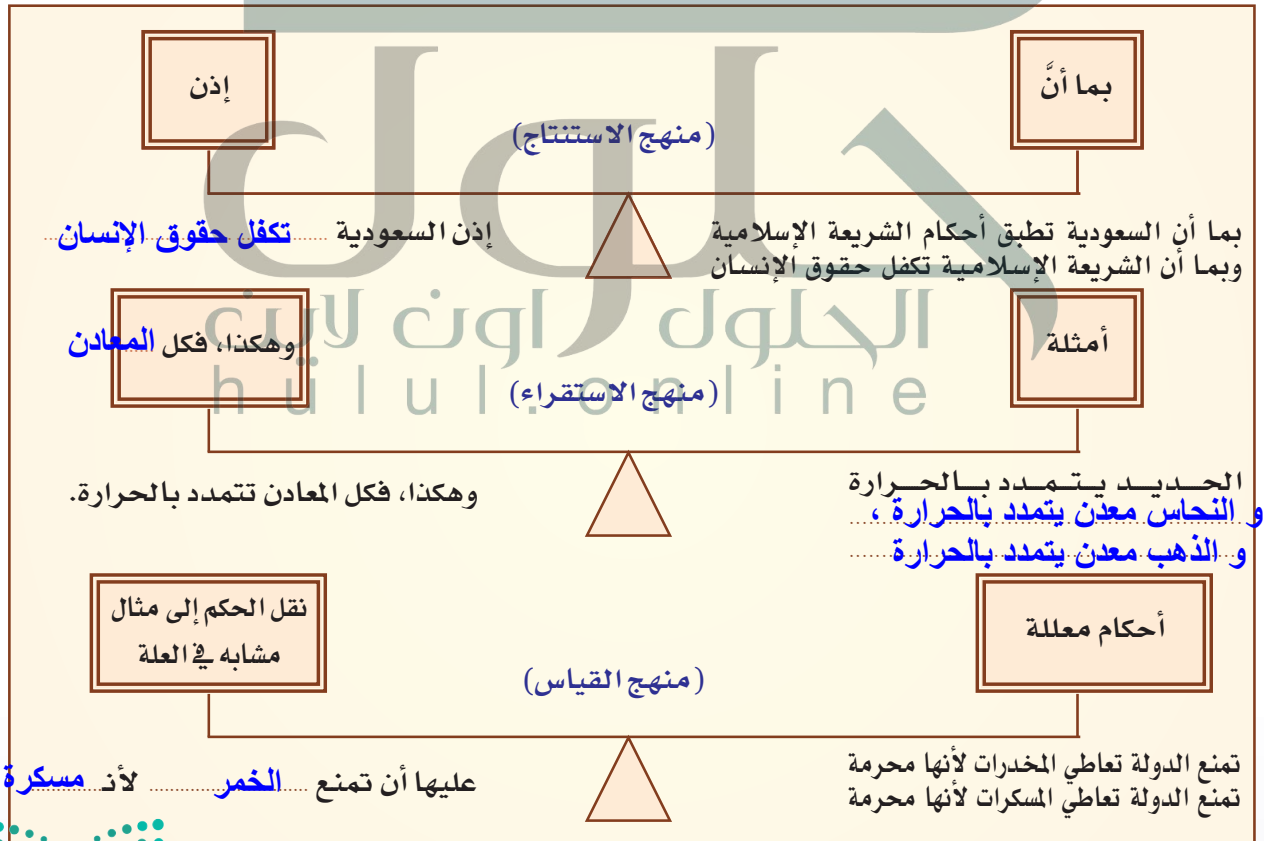 بما أنَّ
إذن
(منهج الاستنتاج)
بما أن السعودية تطبق أحكام الشريعة الإسلامية
وبما أن الشريعة الإسلامية تكفل حقوق الإنسان
إذن السعودية تكفل حقوق الإنسان
أمثلة
وهكذا، فكل المعادن
(منهج الاستقراء)
الحديد يتمدد بالحرارة
و النحاس معدن يتمدد بالحرارة ،
و الذهب معدن يتمدد بالحرارة
وهكذا، فكل المعادن تتمدد بالحرارة.
أحكام معللة
نقل الحكم إلى مثال
مشابه في العلة
(منهج القياس)
تمنع الدولة تعاطي المخدرات لأنها محرمة
تمنع الدولة تعاطي المسكرات لأنها محرمة
عليها أن تمنع الخمر لأنـ مسكرة
حلول
الحلول اون لاين
hulul.online